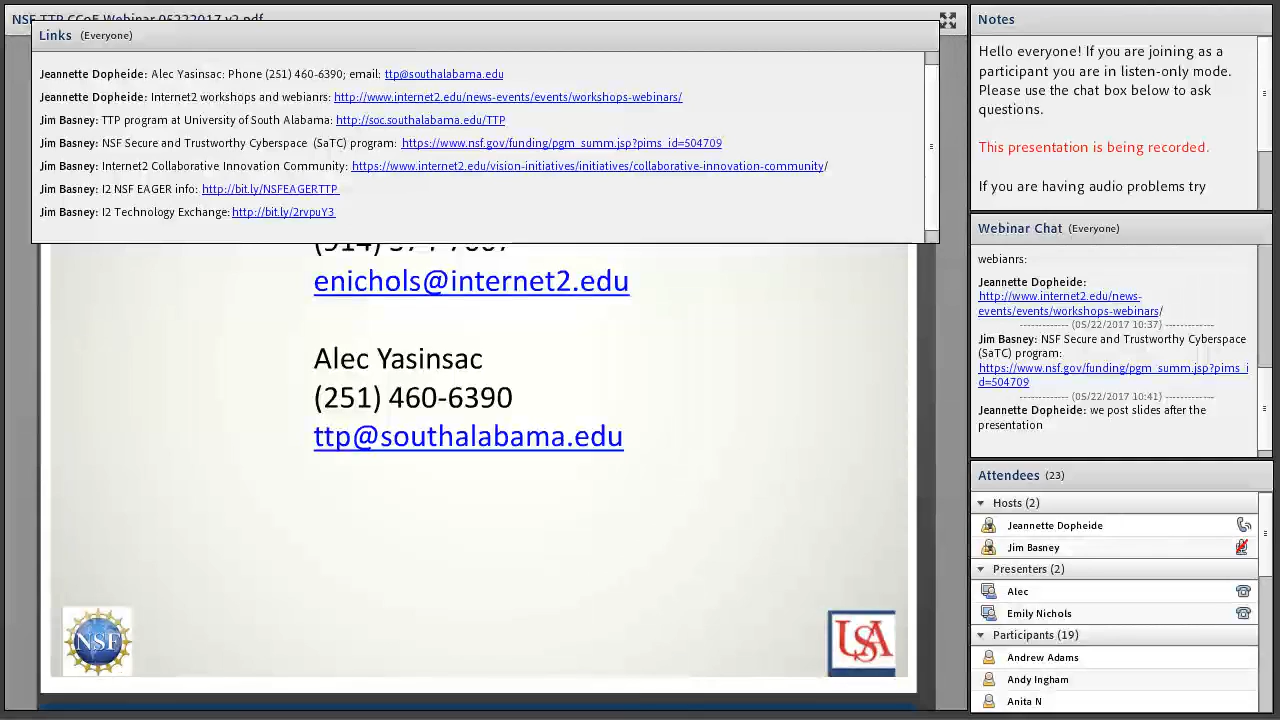 NSF TTP CCoE Webinar 05222017 v2.pdf
Links (Everyone)
Jeannette Dopheide: Alec Yasinsac: Phone (251) 460-6390; email: ttp@southalabama.edu
Jeannette Dopheide: Internet2 workshops and webianrs: http://www.internet2.edu/news-events/events/workshops-webinars/
Jim Basney: TTP program at University of South Alabama: http://soc.southalabama.edu/TTP
Jim Basney: NSF Secure and Trustworthy Cyberspace (SaTC) program: https://www.nsf.gov/funding/pgm_summ.jsp?pims_id=504709
Jim Basney: Internet2 Collaborative Innovation Community: https://www.internet2.edu/vision-initiatives/initiatives/collaborative-innovation-community/
Jim Basney: I2 NSF EAGER info: http://bit.ly/NSFEAGERTTP
Jim Basney: I2 Technology Exchange: http://bit.ly/2rvpuY3
enichols@internet2.edu
Alec Yasinsac
(251) 460-6390
ttp@southalabama.edu
NSF
USA
Notes
Hello everyone! If you are joining as a
participant you are in listen-only mode.
Please use the chat box below to ask
questions.
This presentation is being recorded.
If you are having audio problems try
Webinar Chat (Everyone)
webianrs:
Jeannette Dopheide:
http://www.internet2.edu/news-
events/events/workshops-webinars/
------------- (05/22/2017 10:37) -------------
Jim Basney: NSF Secure and Trustworthy Cyberspace
(SaTC) program:
https://www.nsf.gov/funding/pgm_summ.jsp?pims_i
d=504709
------------- (05/22/2017 10:41) -------------
Jeannette Dopheide: we post slides after the
presentation
Attendees (23)
Hosts (2)
Jeannette Dopheide
Jim Basney
Presenters (2)
Alec
Emily Nichols
Participants (19)
Andrew Adams
Andy Ingham
Anita N